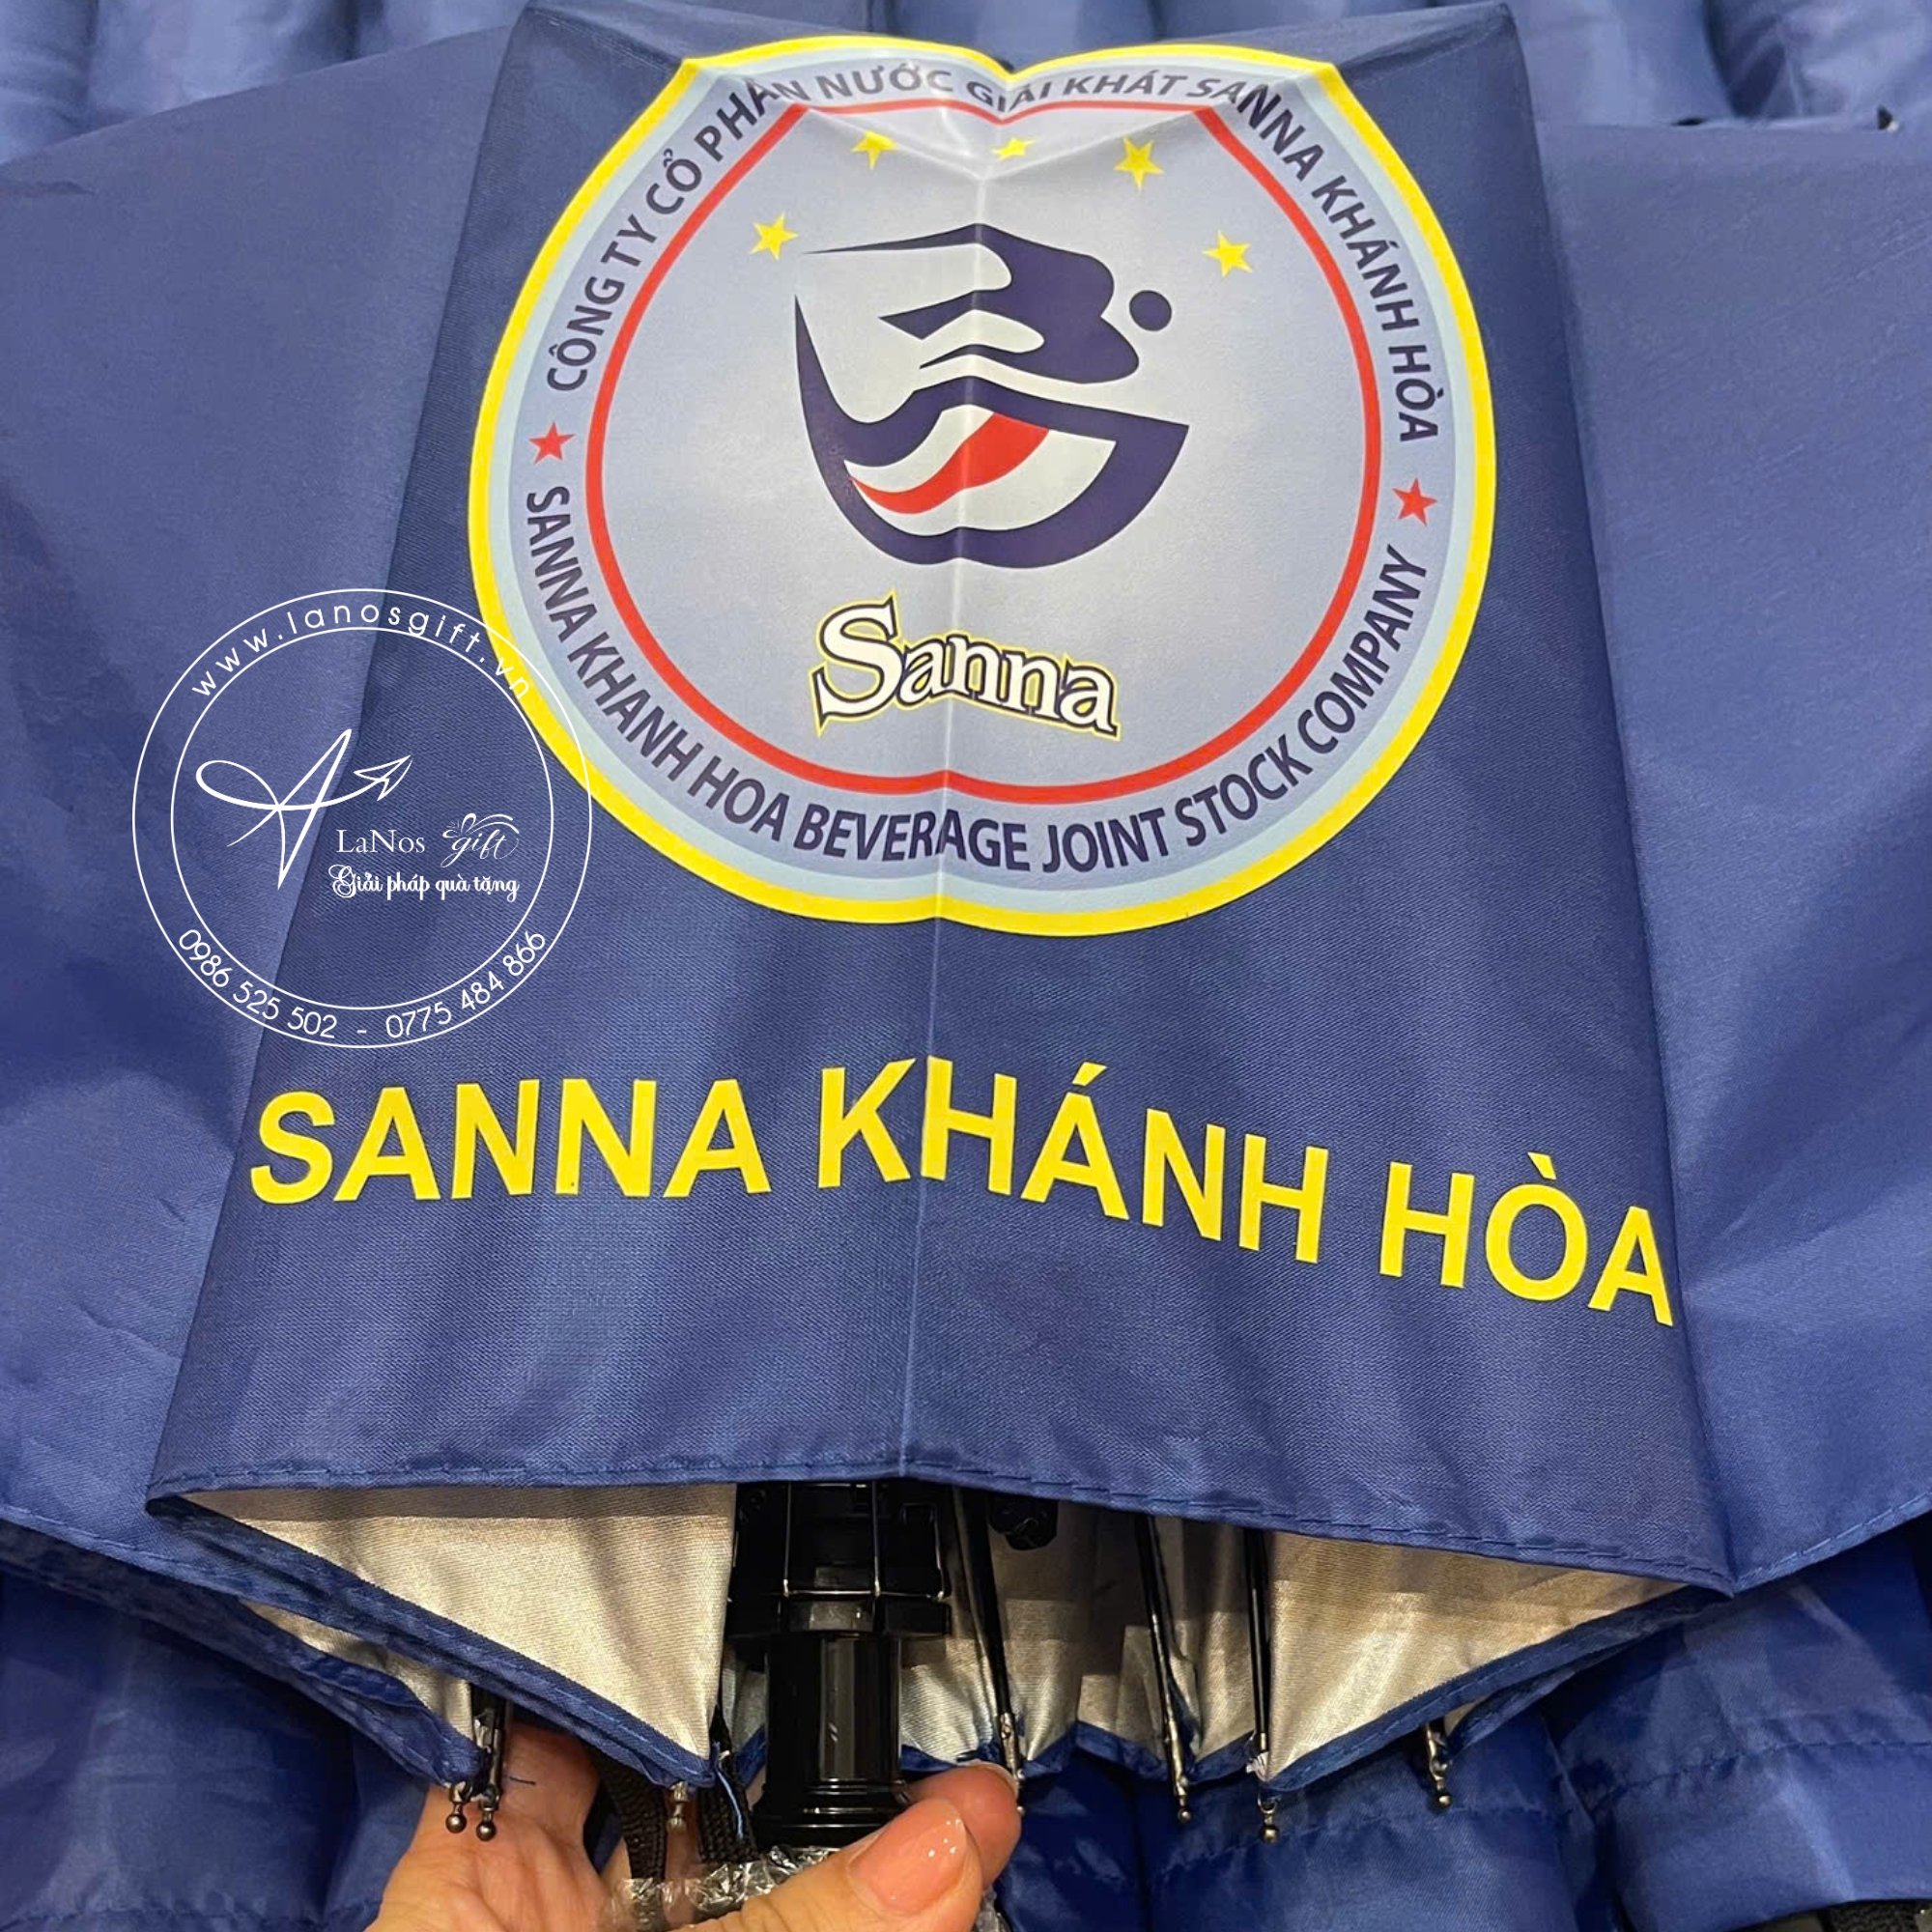 CÔNG TY CỔ PHẦN NƯỚC GIẢI KHÁT SANNA KHÁNH HÒA
Sanna
SANNA KHANH HOA BEVERAGE JOINT STOCK COMPANY
www.lanosgift.vn
LaNos gift
Giải pháp quà tặng
0986 525 502 - 0775 484 866
SANNA KHÁNH HÒA